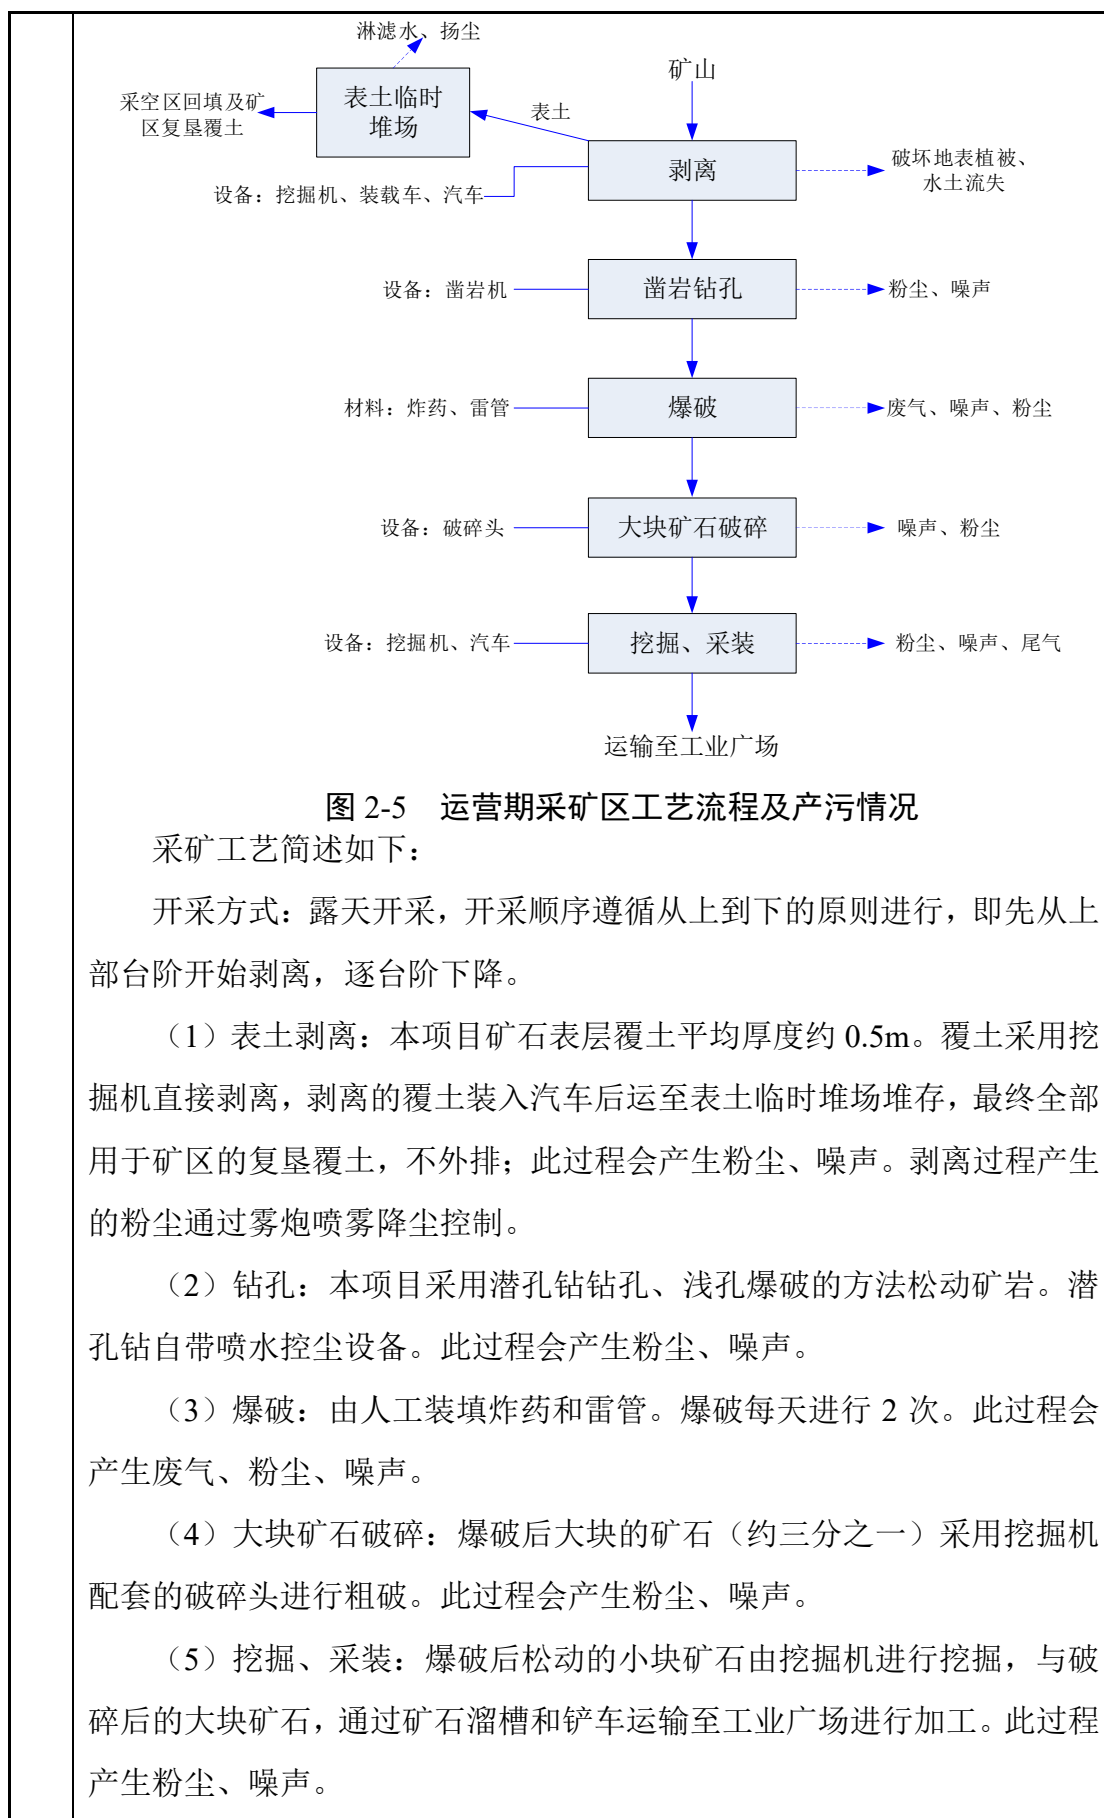 淋滤水、扬尘
矿山
表土临时
堆场
采空区回填及矿
区复垦覆土
表土
剥离
破坏地表植被、
水土流失
设备：挖掘机、装载车、汽车
设备：凿岩机
凿岩钻孔
粉尘、噪声
材料：炸药、雷管
爆破
废气、噪声、粉尘
设备：破碎头
大块矿石破碎
噪声、粉尘
设备：挖掘机、汽车
挖掘、采装
粉尘、噪声、尾气
运输至工业广场
图 2-5 运营期采矿区工艺流程及产污情况
采矿工艺简述如下：
开采方式：露天开采，开采顺序遵循从上到下的原则进行，即先从上
部台阶开始剥离，逐台阶下降。
（1）表土剥离：本项目矿石表层覆土平均厚度约 0.5m。覆土采用挖
掘机直接剥离，剥离的覆土装入汽车后运至表土临时堆场堆存，最终全部
用于矿区的复垦覆土，不外排；此过程会产生粉尘、噪声。剥离过程产生
的粉尘通过雾炮喷雾降尘控制。
（2）钻孔：本项目采用潜孔钻钻孔、浅孔爆破的方法松动矿岩。潜
孔钻自带喷水控尘设备。此过程会产生粉尘、噪声。
（3）爆破：由人工装填炸药和雷管。爆破每天进行 2 次。此过程会
产生废气、粉尘、噪声。
（4）大块矿石破碎：爆破后大块的矿石（约三分之一）采用挖掘机
配套的破碎头进行粗破。此过程会产生粉尘、噪声。
（5）挖掘、采装：爆破后松动的小块矿石由挖掘机进行挖掘，与破
碎后的大块矿石，通过矿石溜槽和铲车运输至工业广场进行加工。此过程
产生粉尘、噪声。